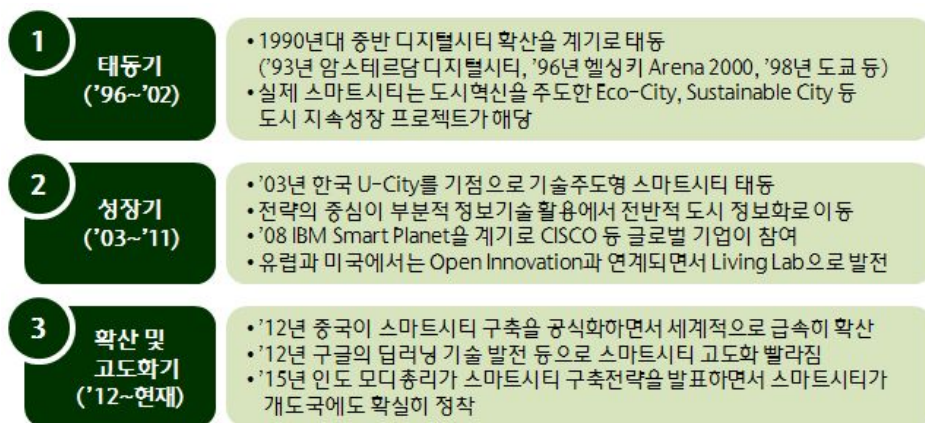 1
태동기
('96~'02)
• 1990년대 중반 디지털시티 확산을 계기로 태동
('93년 암스테르담 디지털시티, '96년 헬싱키 Arena 2000, '98년 도쿄 등)
• 실제 스마트시티는 도시혁신을 주도한 Eco-City, Sustainable City 등
도시 지속성장 프로젝트가 해당
2
성장기
('03~'11)
• '03년 한국 U-City를 기점으로 기술주도형 스마트시티 태동
• 전략의 중심이 부분적 정보기술 활용에서 전반적 도시 정보화로 이동
• '08 IBM Smart Planet을 계기로 CISCO 등 글로벌 기업이 참여
• 유럽과 미국에서는 Open Innovation과 연계되면서 Living Lab으로 발전
3
확산 및
고도화기
('12~현재)
• '12년 중국이 스마트시티 구축을 공식화하면서 세계적으로 급속히 확산
• '12년 구글의 딥러닝 기술 발전 등으로 스마트시티 고도화 빨라짐
• '15년 인도 모디총리가 스마트시티 구축전략을 발표하면서 스마트시티가
개도국에도 확실히 정착